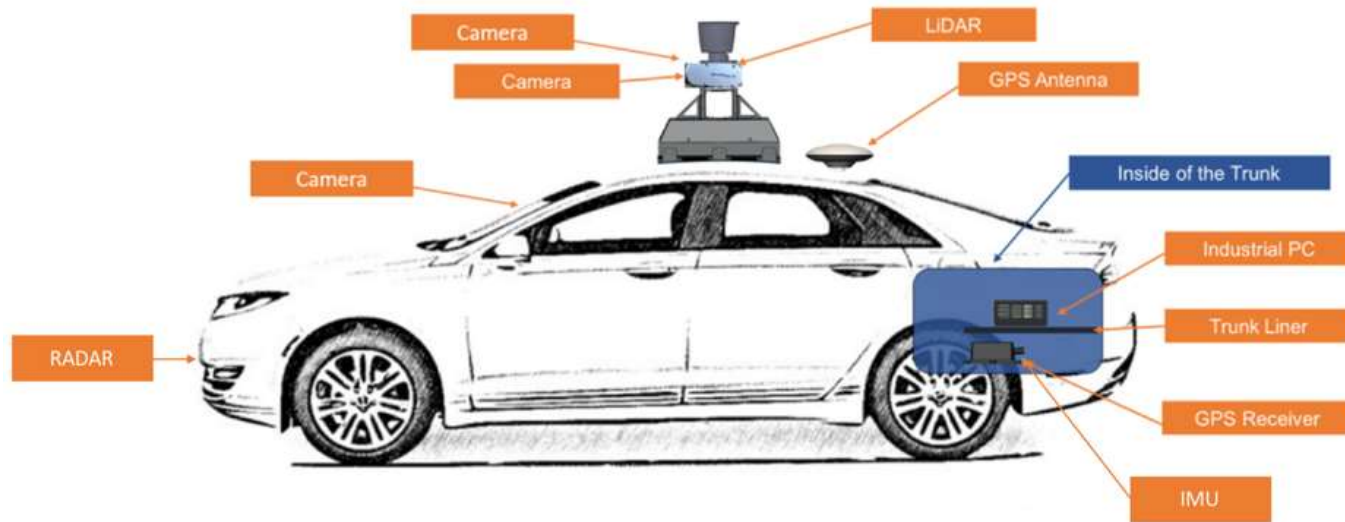 Camera
LiDAR
Camera
GPS Antenna
Camera
Inside of the Trunk
Industrial PC
Trunk Liner
RADAR
GPS Receiver
IMU